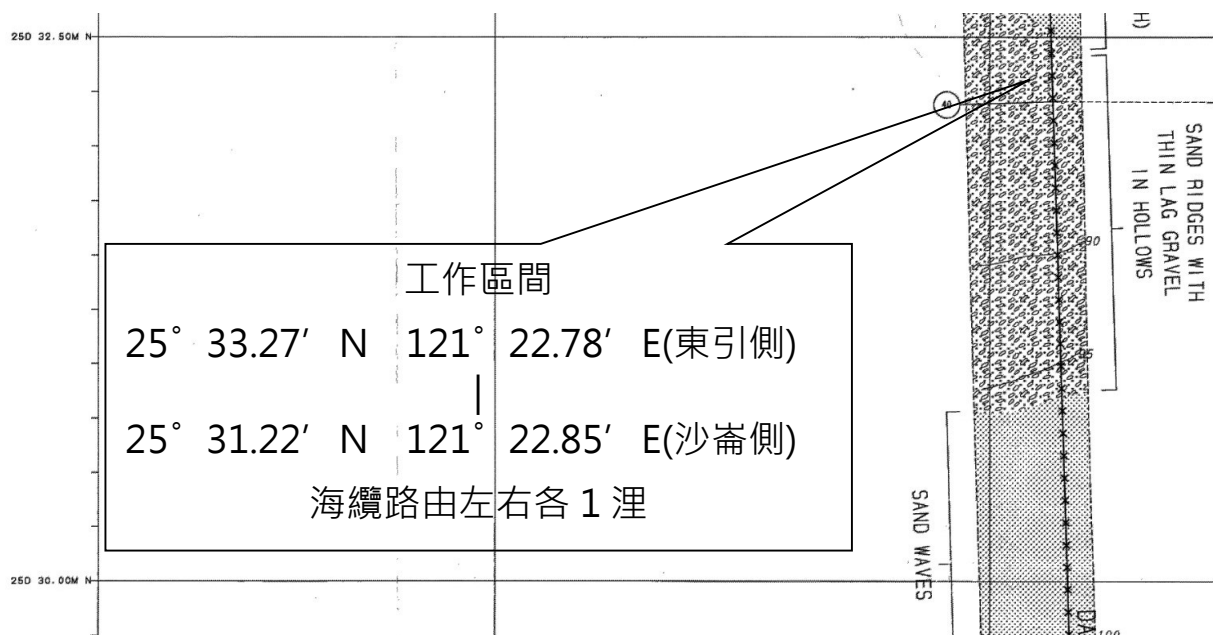 25D 32.50M N
H)
40
SAND RIDGES WITH
THIN LAG GRAVEL
IN HOLLOWS
90
工作區間
25° 33.27′ N 121° 22.78′ E(東引側)
|
25° 31.22′ N 121° 22.85′ E(沙崙側)
海纜路由左右各 1 浬
95
SAND WAVES
25D 30.00M N
DA
100